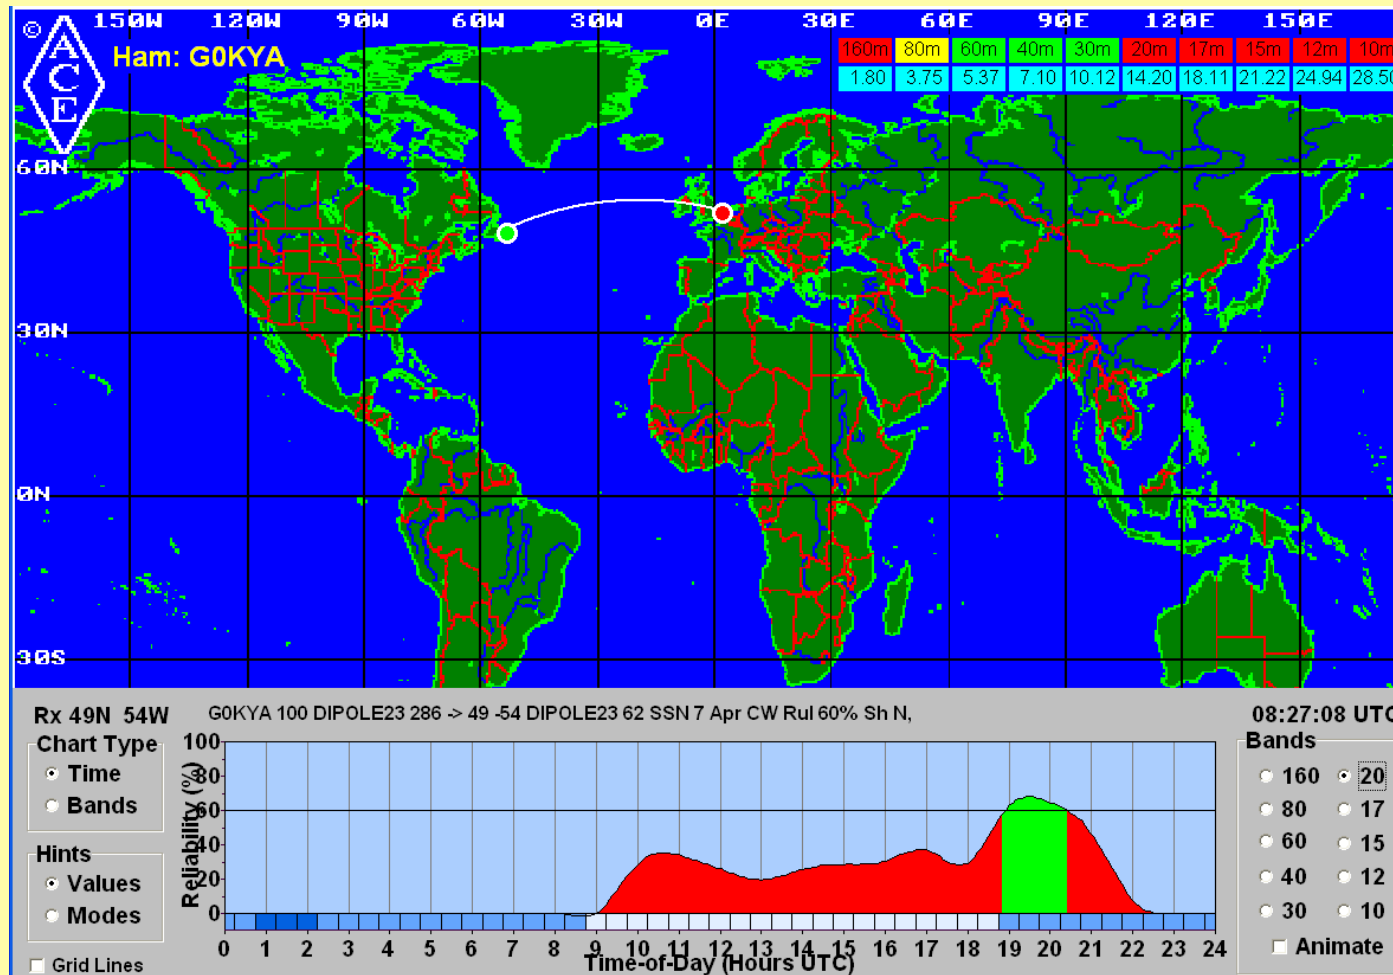 150W 120W 90W 60W 30W 0E 30E 60E 90E 120E 150E
©
ACE
Ham: G0KYA
160m 80m 60m 40m 30m 20m 17m 15m 12m 10m
1.80 3.75 5.37 7.10 10.12 14.20 18.11 21.22 24.94 28.50
60N
30N
0N
30S
Rx 49N 54W
G0KYA 100 DIPOLE23 286 -> 49 -54 DIPOLE23 62 SSN 7 Apr CW Rul 60% Sh N,
08:27:08 UTC
Chart Type
Time
Bands
Hints
Values
Modes
Grid Lines
Reliability (%)
100
80
60
40
20
0
0 1 2 3 4 5 6 7 8 9 10 11 12 13 14 15 16 17 18 19 20 21 22 23 24
Time-of-Day (Hours UTC)
Bands
160 20
80 17
60 15
40 12
30 10
Animate